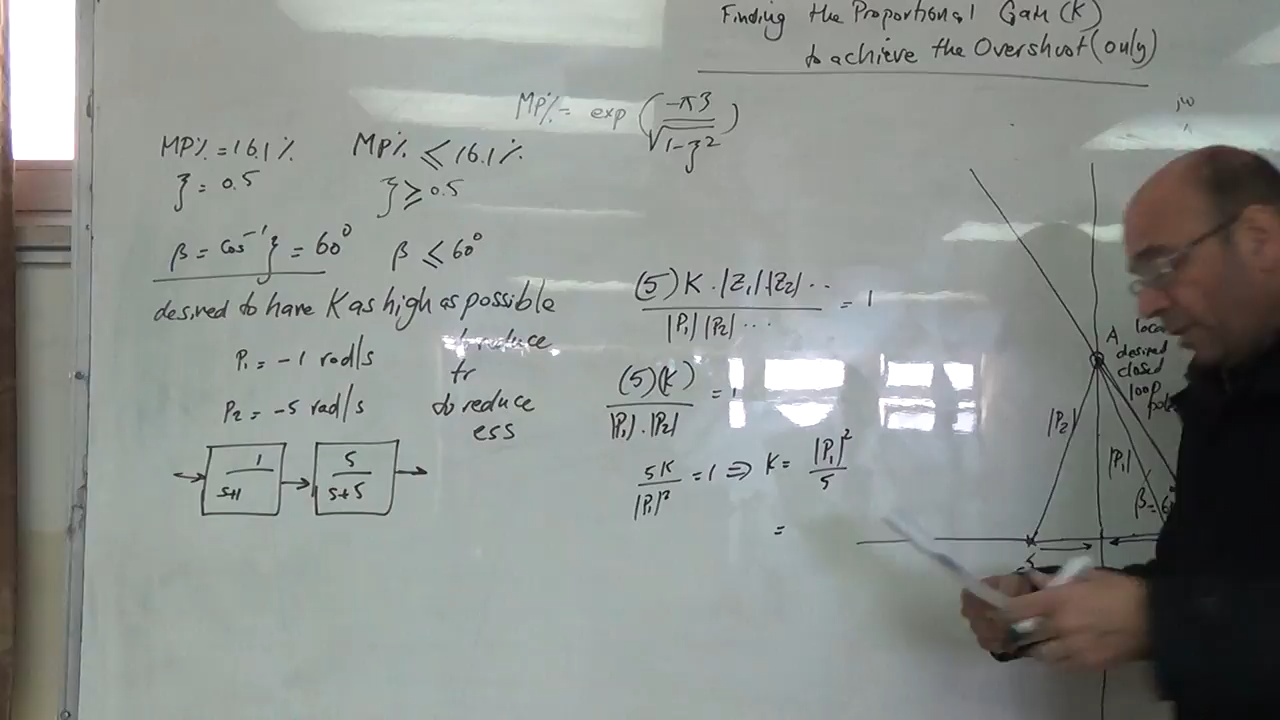 Finding the Proportional Gain (K)
to achieve the Overshoot (only)
MP% = exp (-πζ / √(1-ζ²))
MP% = 16.1%
ζ = 0.5
β = cos⁻¹ζ = 60°
MP% ≤ 16.1%
ζ ≥ 0.5
β ≤ 60°
desired to have K as high as possible
P₁ = -1 rad/s
P₂ = -5 rad/s
to reduce
tr
to reduce
ess
1 / s+1
5 / s+5
(5) K · |Z₁| |Z₂| ·· / |P₁| |P₂| ··· = 1
(5)(K) / |P₁| · |P₂| = 1
5K / |P₁|² = 1 ⇒ K = |P₁|² / 5
=
jω
A
desired
closed
loop
|P₂|
|P₁|
β =